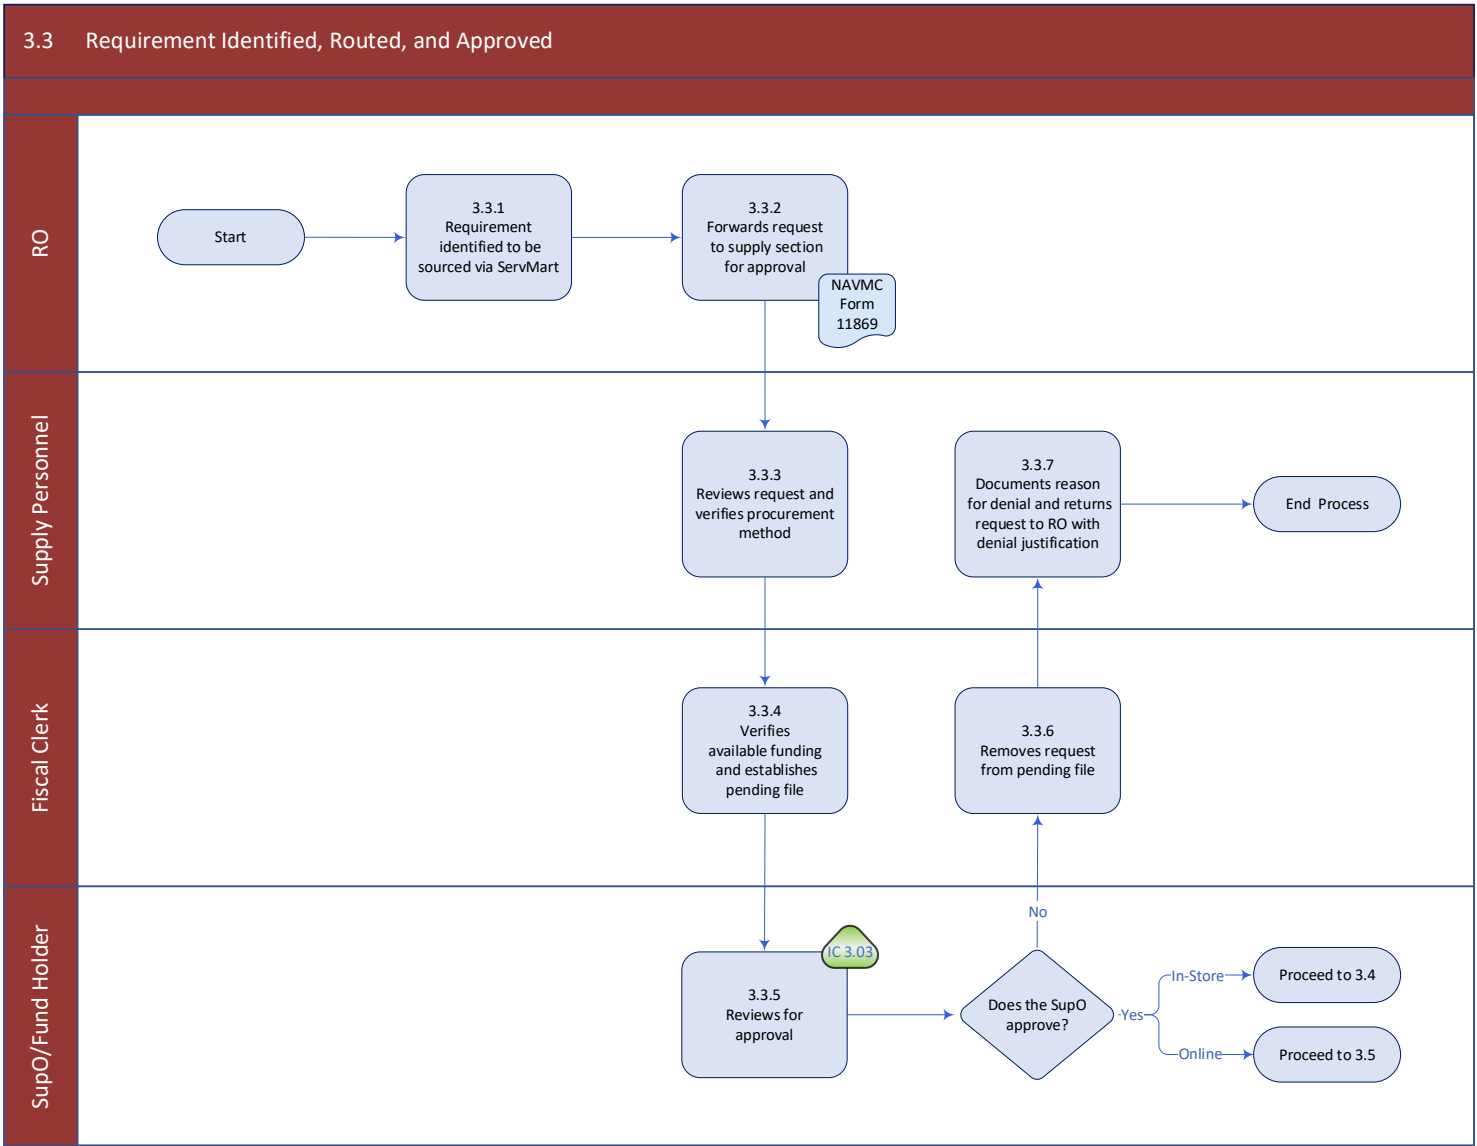 3.3 Requirement Identified, Routed, and Approved
RO
Start
3.3.1
Requirement
identified to be
sourced via ServMart
3.3.2
Forwards request
to supply section
for approval
NAVMC
Form
11869
Supply Personnel
3.3.3
Reviews request and
verifies procurement
method
3.3.7
Documents reason
for denial and returns
request to RO with
denial justification
End Process
Fiscal Clerk
3.3.4
Verifies
available funding
and establishes
pending file
3.3.6
Removes request
from pending file
SupO/Fund Holder
3.3.5
Reviews for
approval
IC 3.03
Does the SupO
approve?
No
Yes
In-Store
Proceed to 3.4
Online
Proceed to 3.5